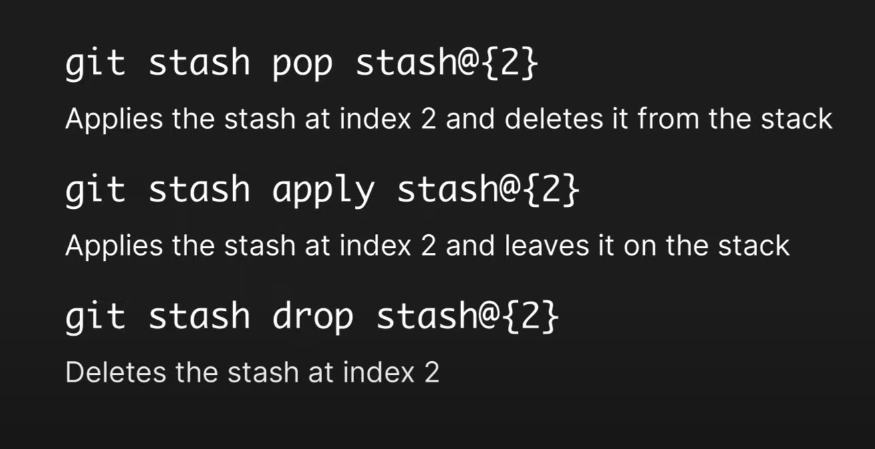 git stash pop stash@{2}
Applies the stash at index 2 and deletes it from the stack
git stash apply stash@{2}
Applies the stash at index 2 and leaves it on the stack
git stash drop stash@{2}
Deletes the stash at index 2